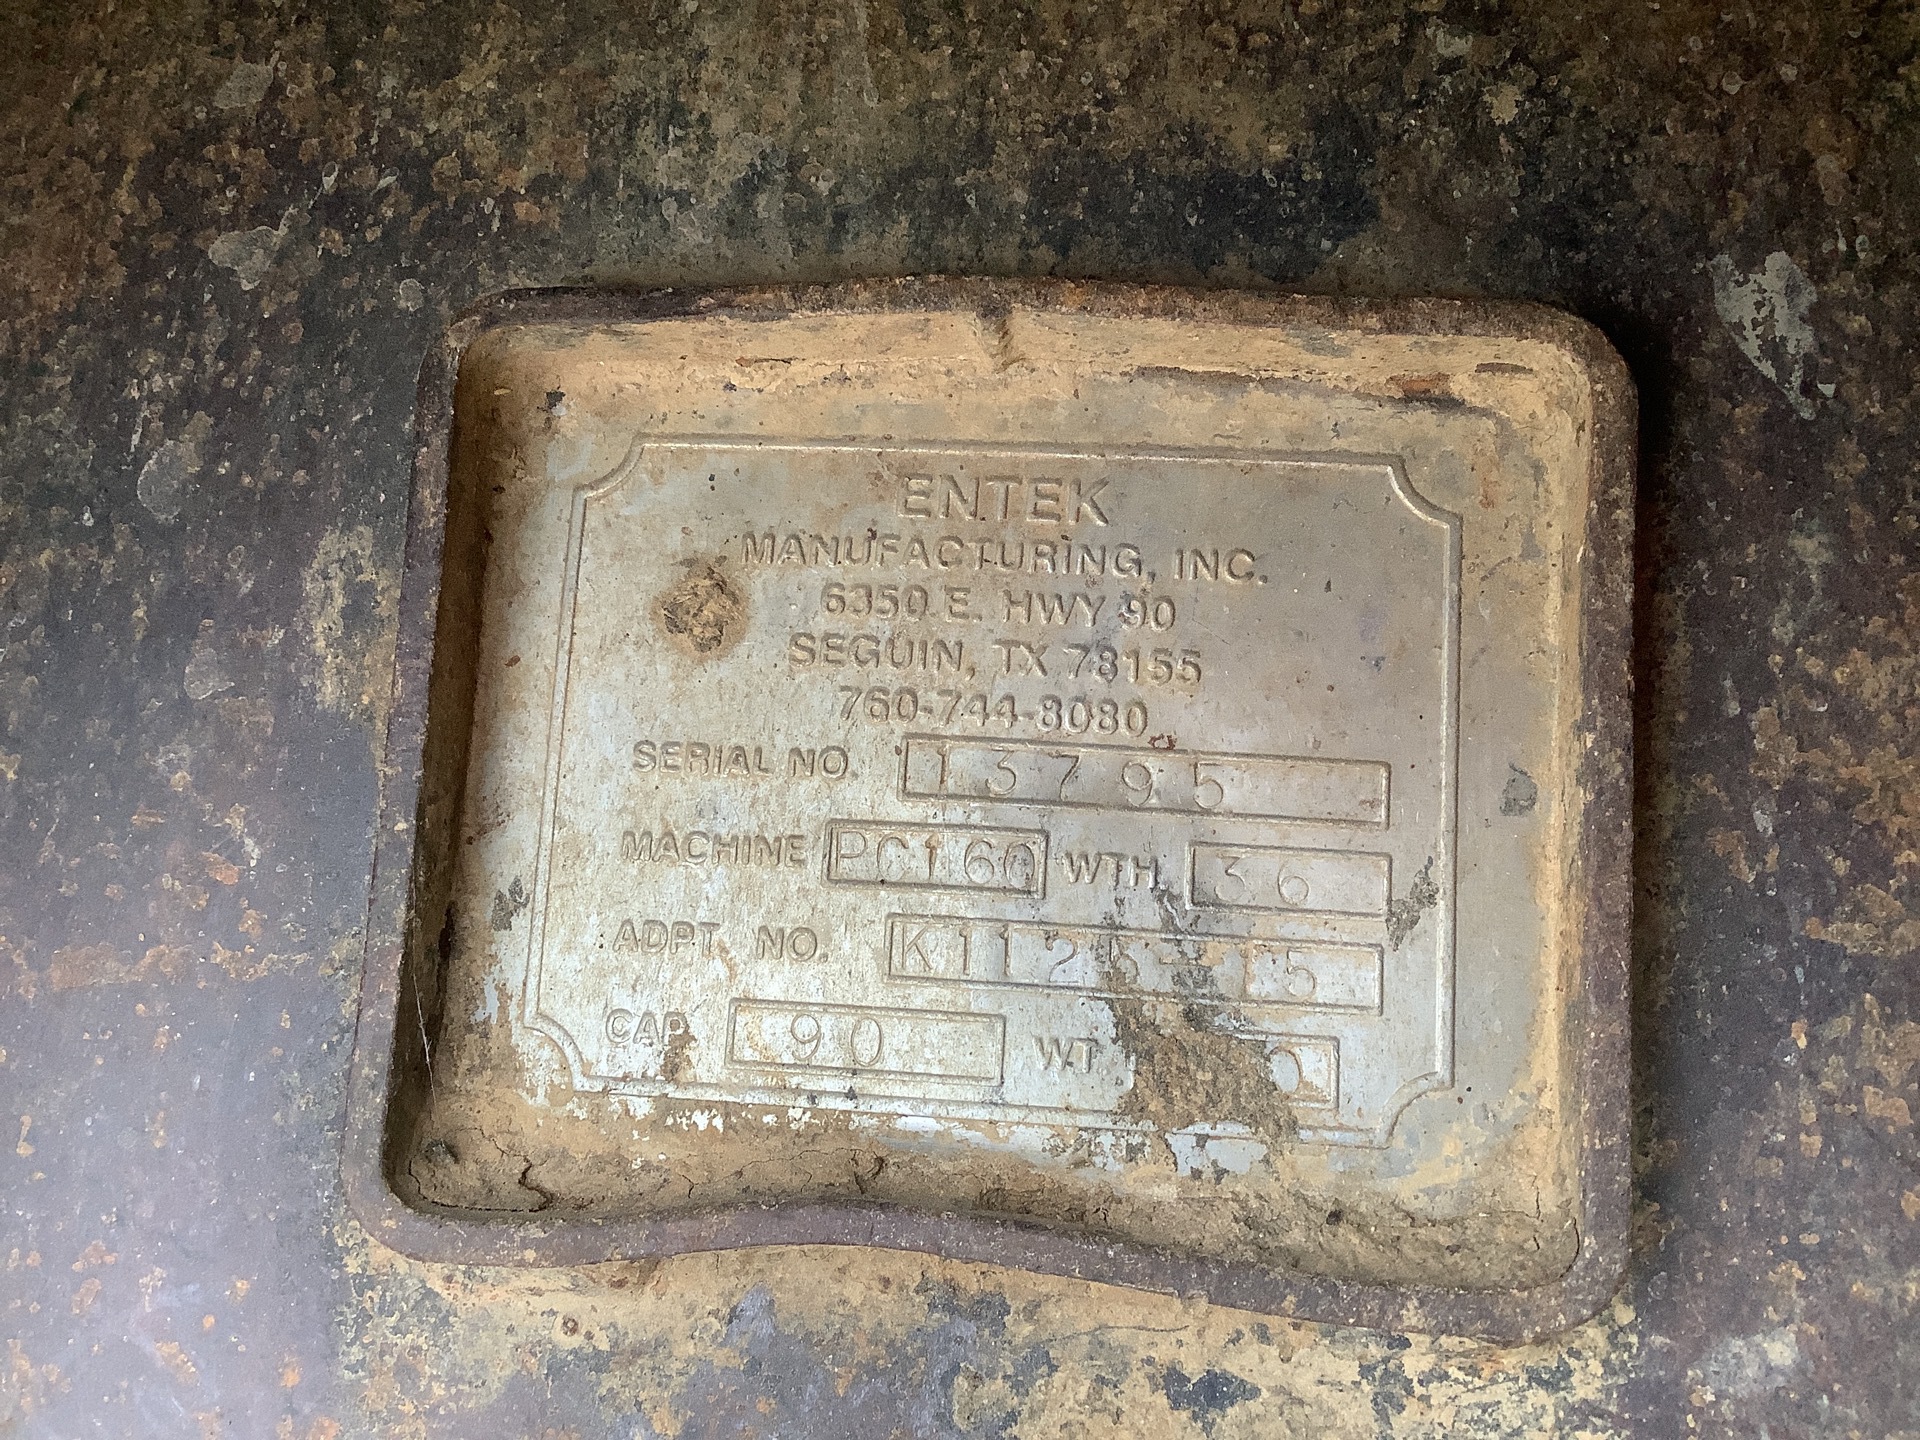 ENTEK
MANUFACTURING, INC.
6350 E. HWY 90
SEGUIN, TX 78155
760-744-8080
SERIAL NO. 13795
MACHINE PC160 WTH 36
ADPT NO.
CAP. 90 WT.